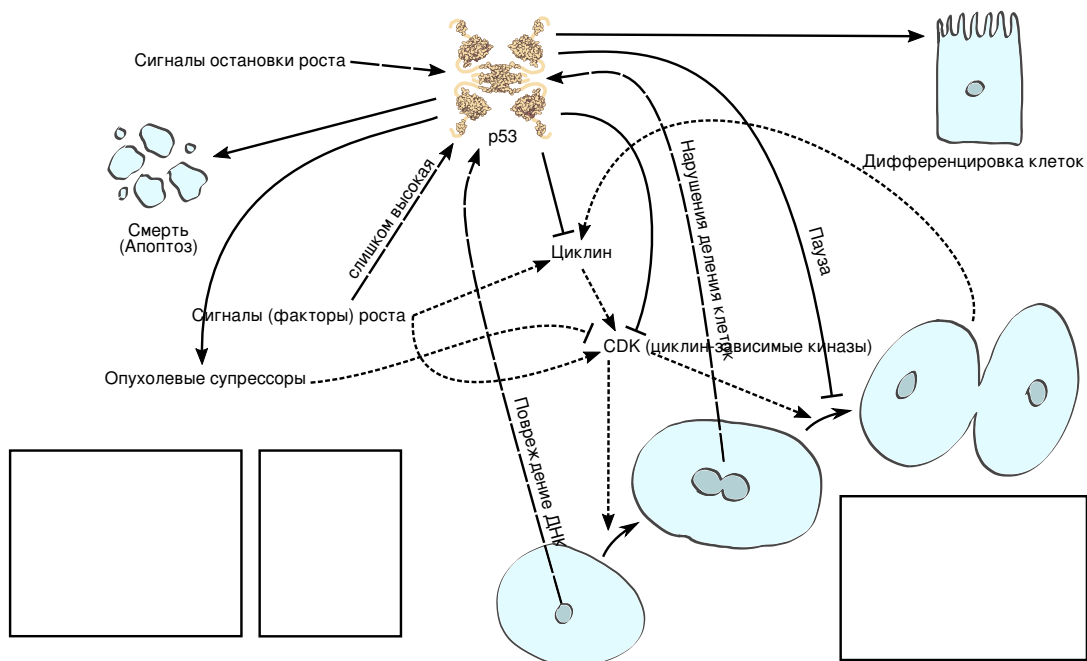 Сигналы остановки роста
p53
Дифференцировка клеток
Смерть
(Апоптоз)
слишком высокая
Нарушения деления клеток
Пауза
Циклин
Сигналы (факторы) роста
CDK (циклин-зависимые киназы)
Опухолевые супрессоры
Повреждение ДНК